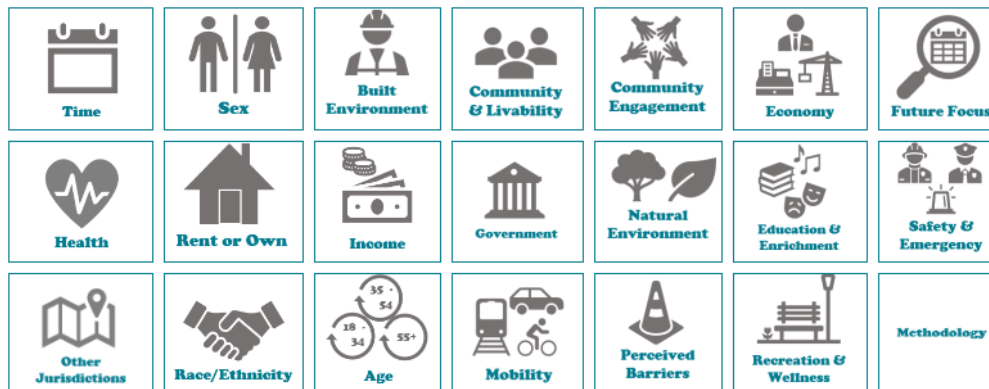 Time
Sex
Built
Environment
Community
& Livability
Community
Engagement
Economy
Future Focus
Health
Rent or Own
Income
Government
Natural
Environment
Education &
Enrichment
Safety &
Emergency
Other
Jurisdictions
Race/Ethnicity
35 -
54
18 -
34
55+
Age
Mobility
Perceived
Barriers
Recreation &
Wellness
Methodology